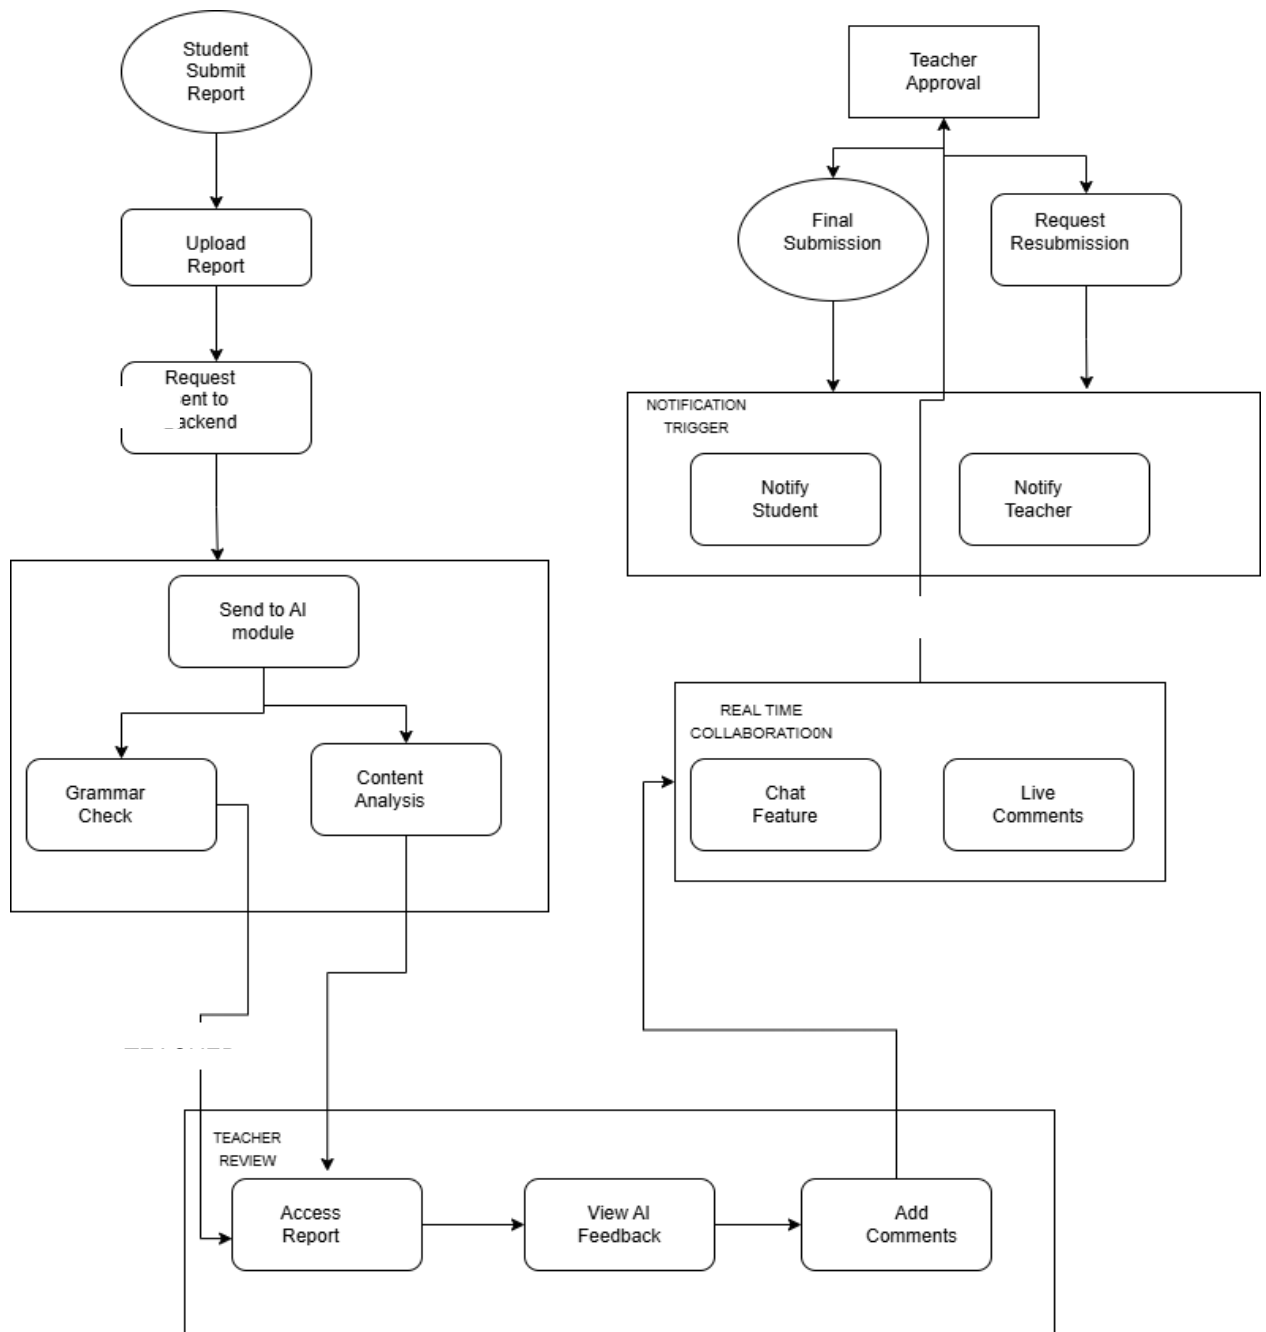 Student
Submit
Report
Upload
Report
Request
ent to
ackend
Send to AI
module
Grammar
Check
Content
Analysis
TEACHER
REVIEW
Access
Report
View AI
Feedback
Add
Comments
Teacher
Approval
Final
Submission
Request
Resubmission
NOTIFICATION
TRIGGER
Notify
Student
Notify
Teacher
REAL TIME
COLLABORATIO0N
Chat
Feature
Live
Comments